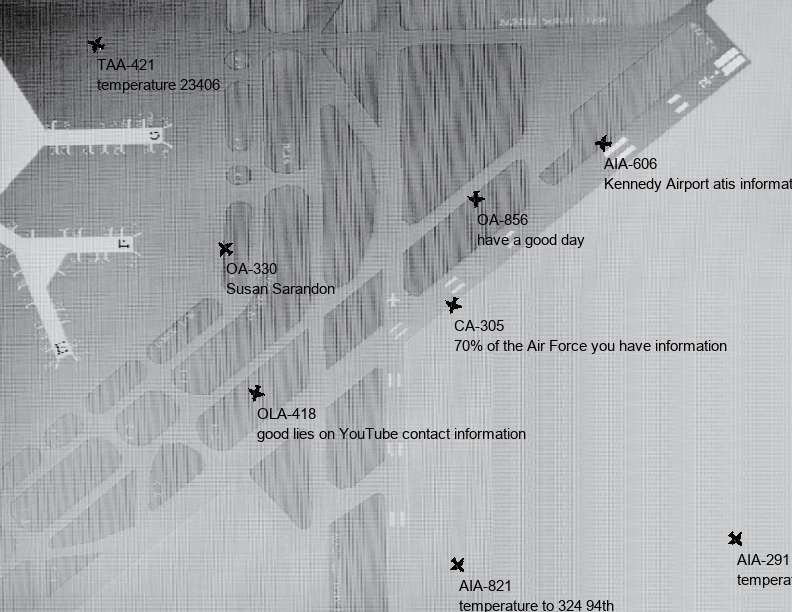 TAA-421
temperature 23406
AIA-606
Kennedy Airport atis informat
OA-856
have a good day
OA-330
Susan Sarandon
CA-305
70% of the Air Force you have information
OLA-418
good lies on YouTube contact information
AIA-291
tempera
AIA-821
temperature to 324 94th